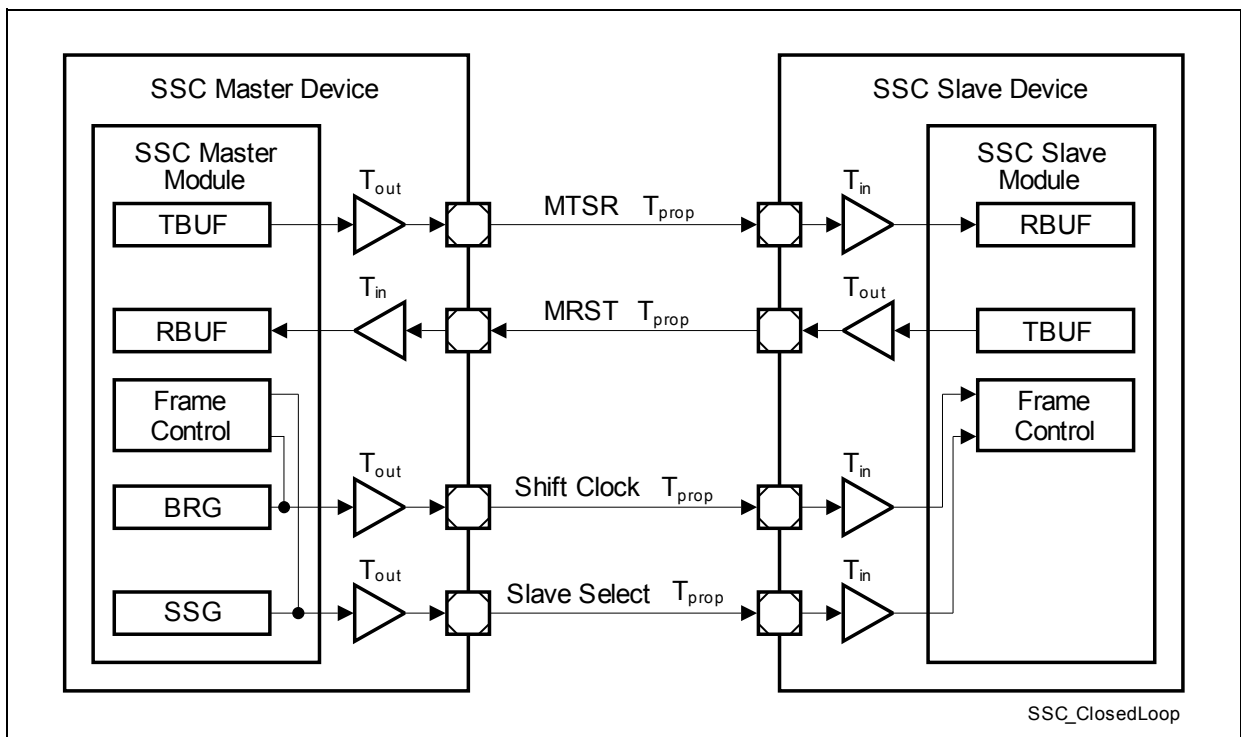 SSC Master Device
SSC Slave Device
SSC Master
Module
SSC Slave
Module
Tout
Tin
TBUF
MTSR Tprop
RBUF
Tin
Tout
RBUF
MRST Tprop
TBUF
Frame
Control
Frame
Control
Tout
Tin
BRG
Shift Clock Tprop
Tout
Tin
SSG
Slave Select Tprop
SSC_ClosedLoop